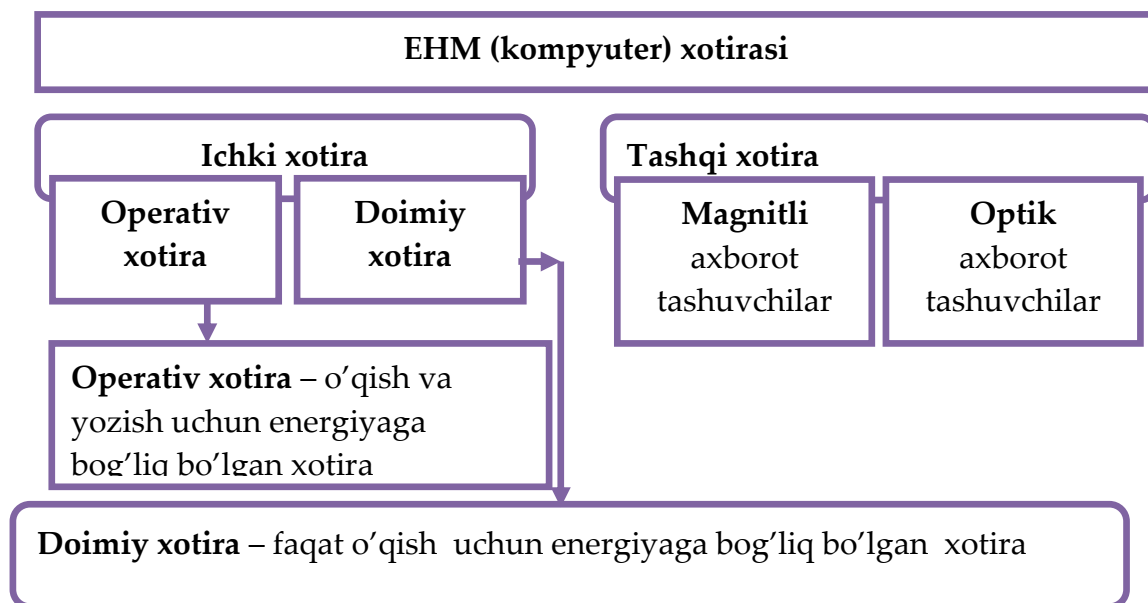 EHM (kompyuter) xotirasi
Ichki xotira
Operativ
xotira
Doimiy
xotira
Tashqi xotira
Magnitli
axborot
tashuvchilar
Optik
axborot
tashuvchilar
Operativ xotira – o’qish va
yozish uchun energiyaga
bog’liq bo’lgan xotira
Doimiy xotira – faqat o’qish  uchun energiyaga bog’liq bo’lgan  xotira